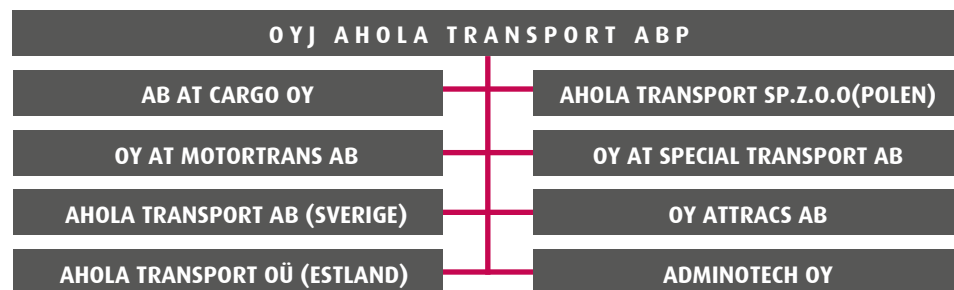 OYJ AHOLA TRANSPORT ABP
AB AT CARGO OY
AHOLA TRANSPORT SP.Z.O.O(POLEN)
OY AT MOTORTRANS AB
OY AT SPECIAL TRANSPORT AB
AHOLA TRANSPORT AB (SVERIGE)
OY ATTRACS AB
AHOLA TRANSPORT OÜ (ESTLAND)
ADMINOTECH OY